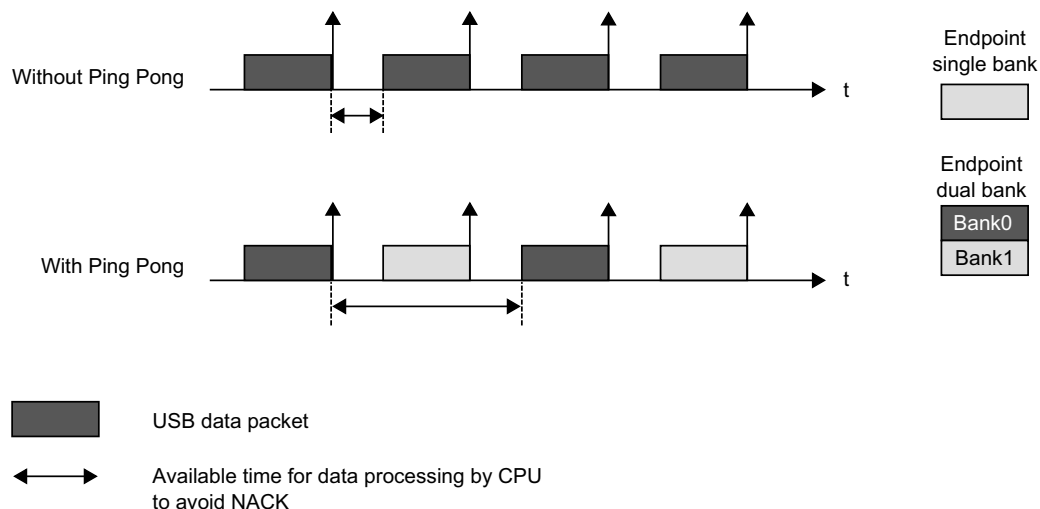 Without Ping Pong
t
Endpoint
single bank
Endpoint
dual bank
Bank0
Bank1
With Ping Pong
t
USB data packet
Available time for data processing by CPU
to avoid NACK